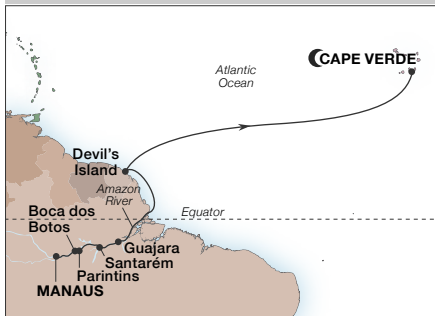 CAPE VERDE
Atlantic
Ocean
Devil's
Island
Amazon
River
Equator
Boca dos
Botos
Guajara
Santarém
Parintins
MANAUS